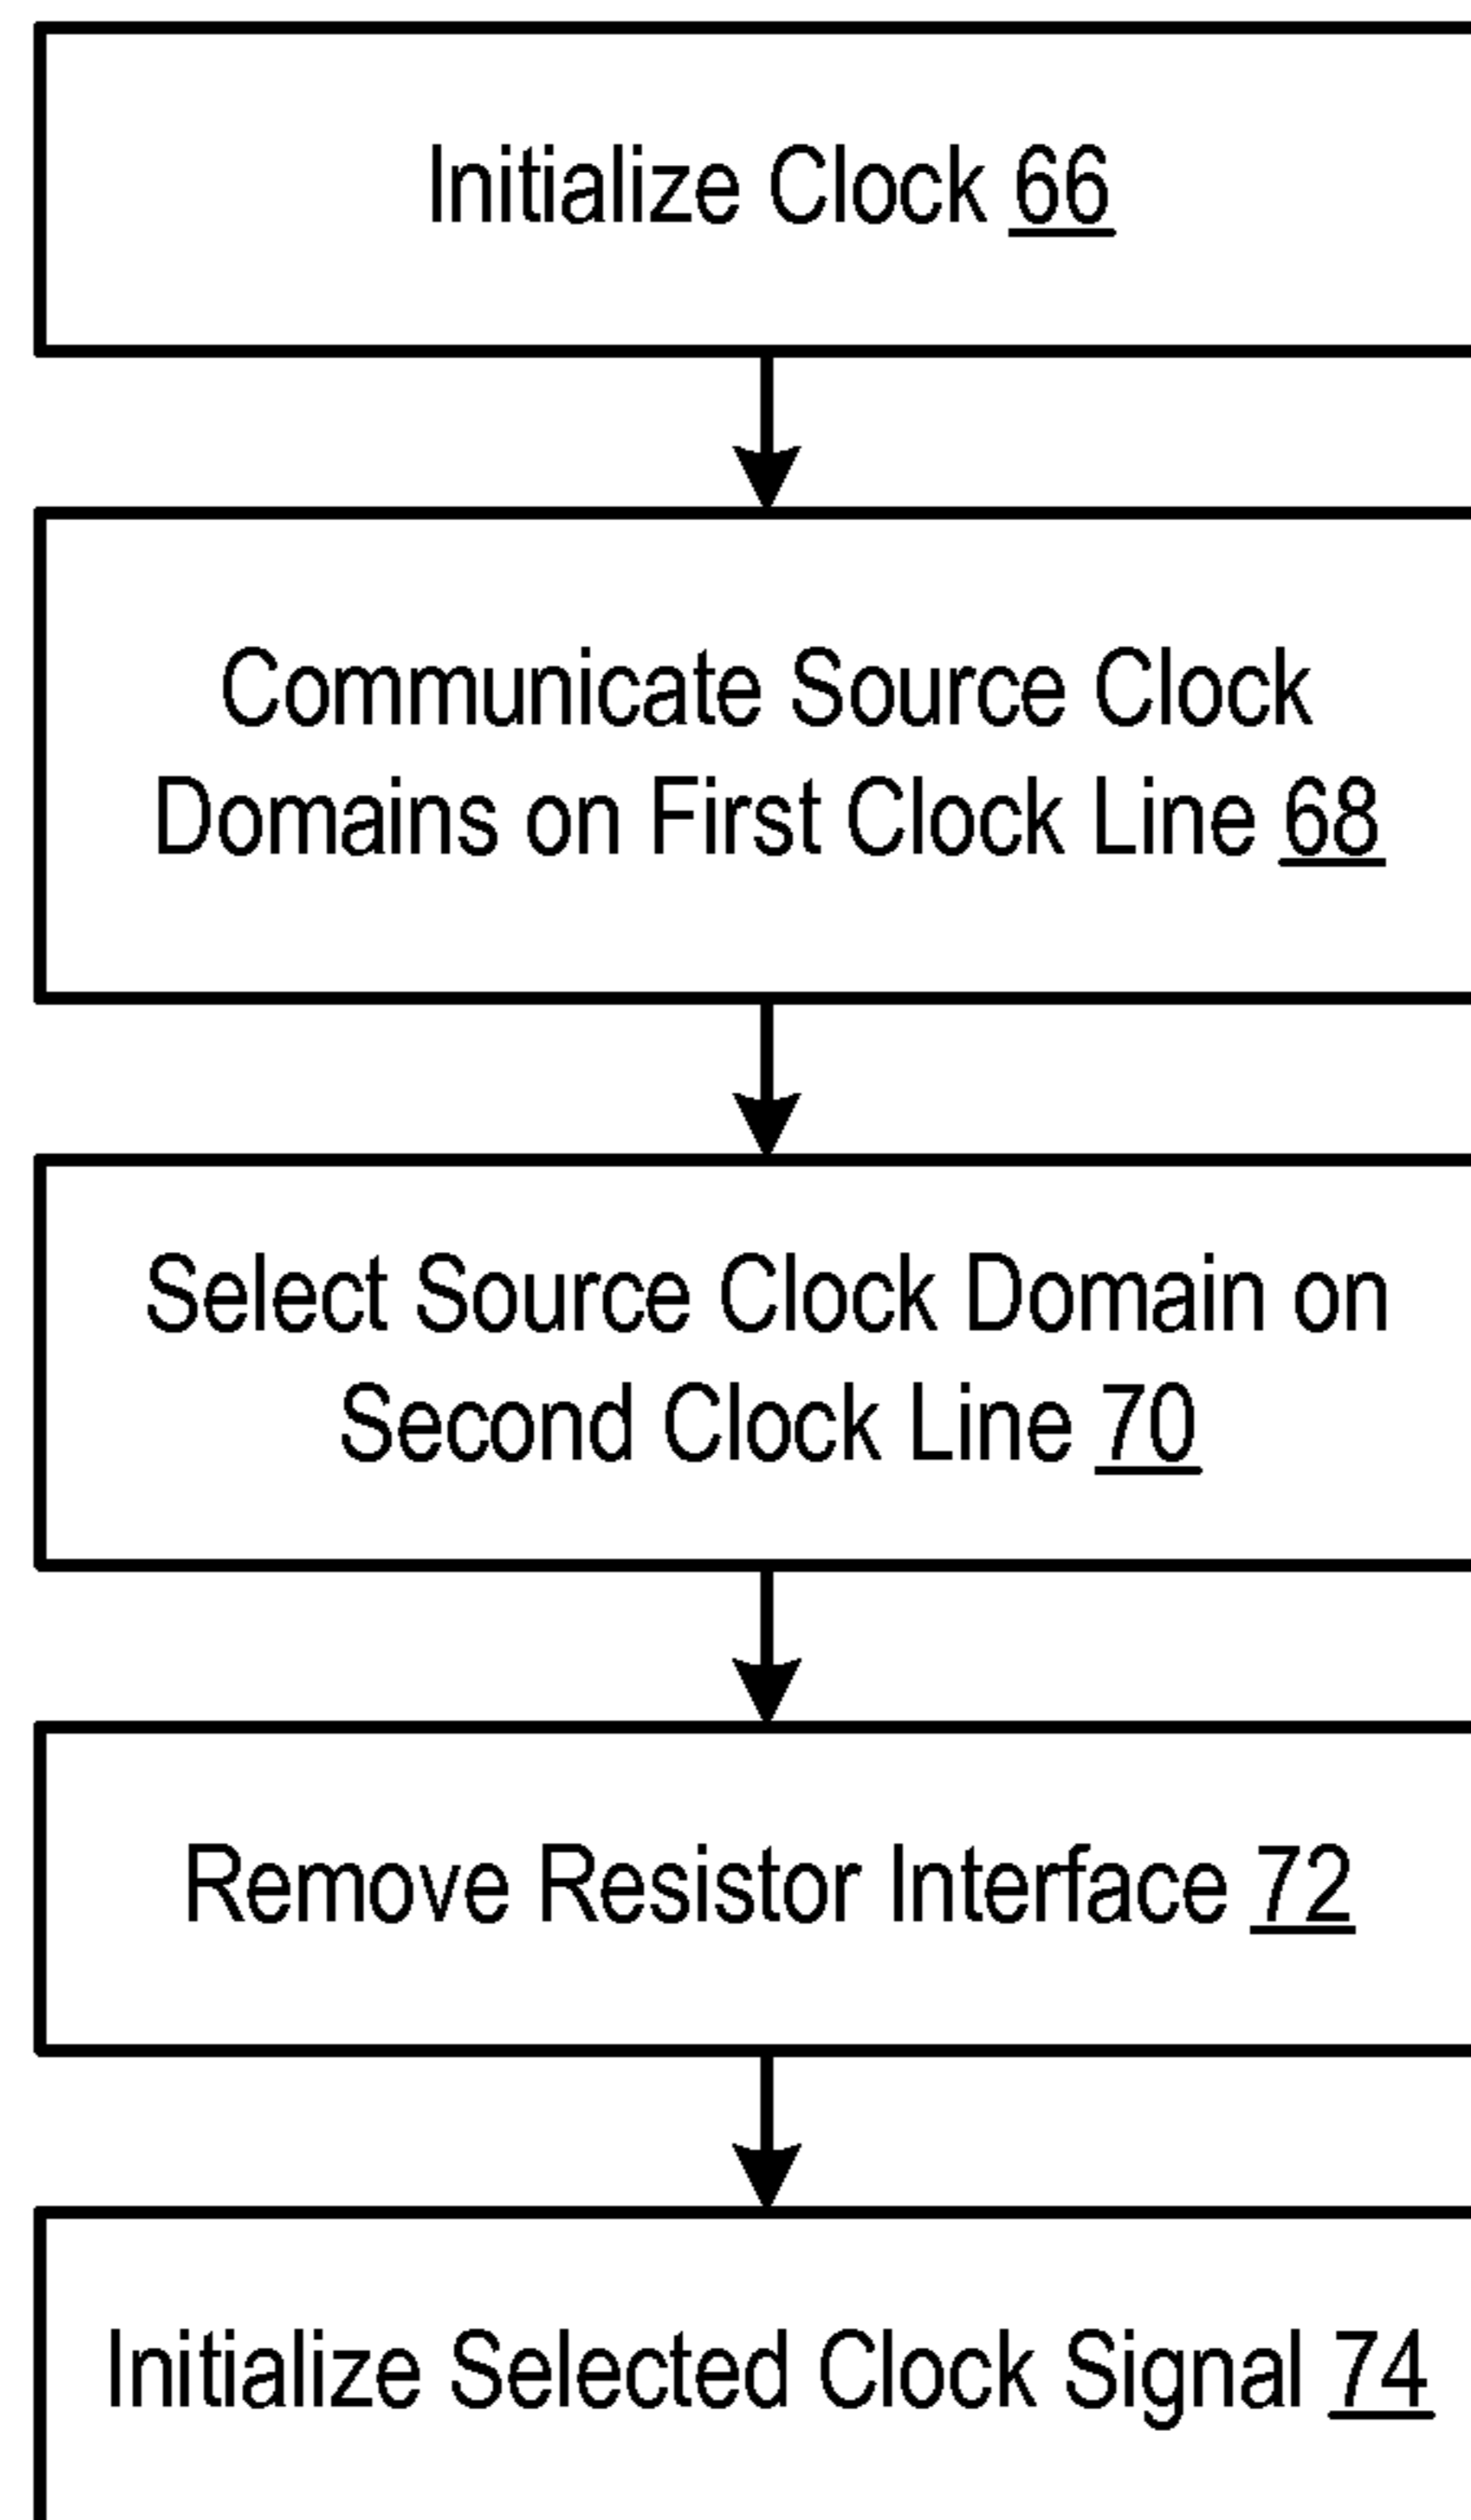 Initialize Clock 66
Communicate Source Clock
Domains on First Clock Line 68
Select Source Clock Domain on
Second Clock Line 70
Remove Resistor Interface 72
Initialize Selected Clock Signal 74